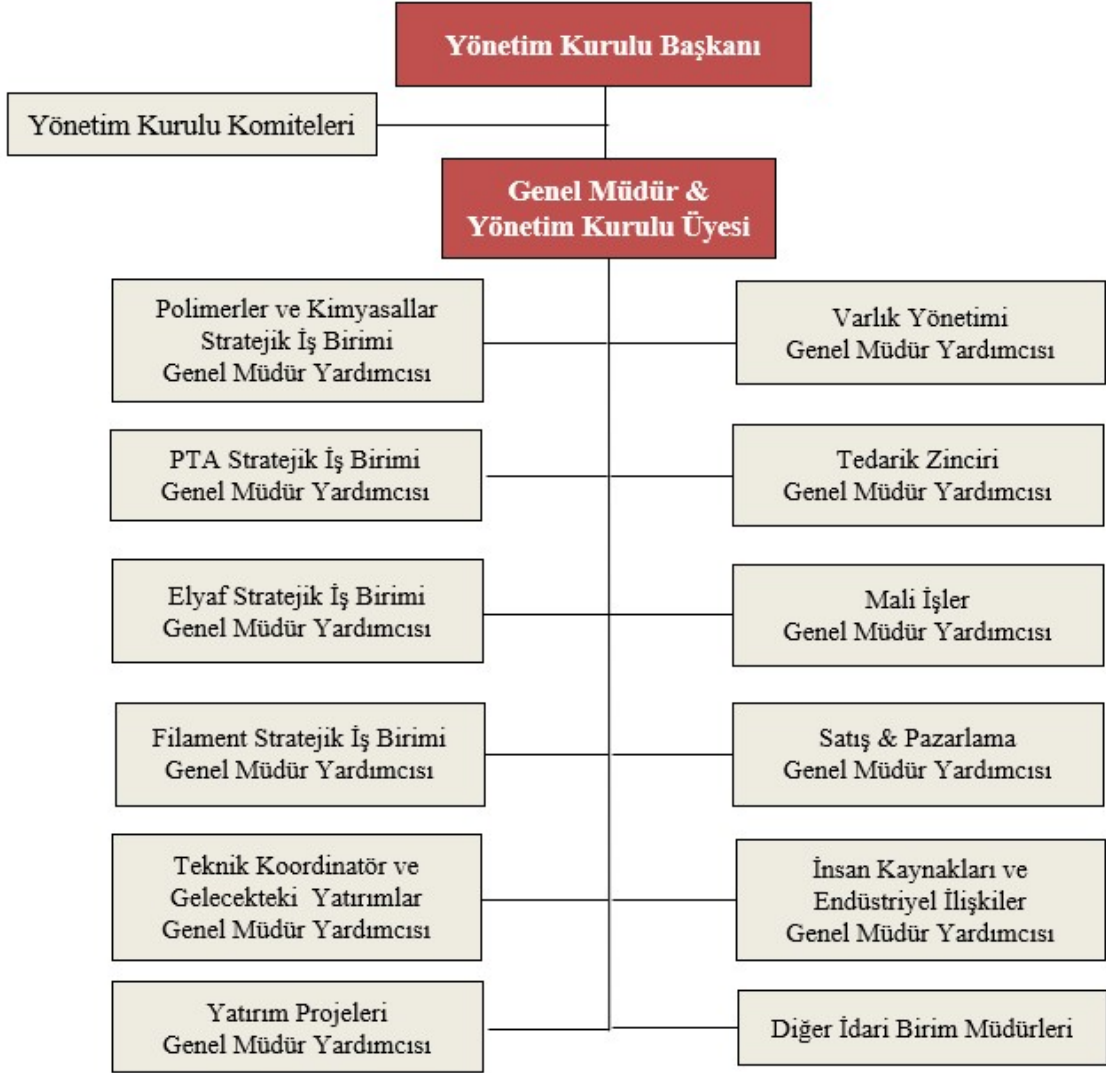 Yönetim Kurulu Başkanı
Yönetim Kurulu Komiteleri
Genel Müdür &
Yönetim Kurulu Üyesi
Polimerler ve Kimyasallar
Stratejik İş Birimi
Genel Müdür Yardımcısı
Varlık Yönetimi
Genel Müdür Yardımcısı
PTA Stratejik İş Birimi
Genel Müdür Yardımcısı
Tedarik Zinciri
Genel Müdür Yardımcısı
Elyaf Stratejik İş Birimi
Genel Müdür Yardımcısı
Mali İşler
Genel Müdür Yardımcısı
Filament Stratejik İş Birimi
Genel Müdür Yardımcısı
Satış & Pazarlama
Genel Müdür Yardımcısı
Teknik Koordinatör ve
Gelecekteki Yatırımlar
Genel Müdür Yardımcısı
İnsan Kaynakları ve
Endüstriyel İlişkiler
Genel Müdür Yardımcısı
Yatırım Projeleri
Genel Müdür Yardımcısı
Diğer İdari Birim Müdürleri